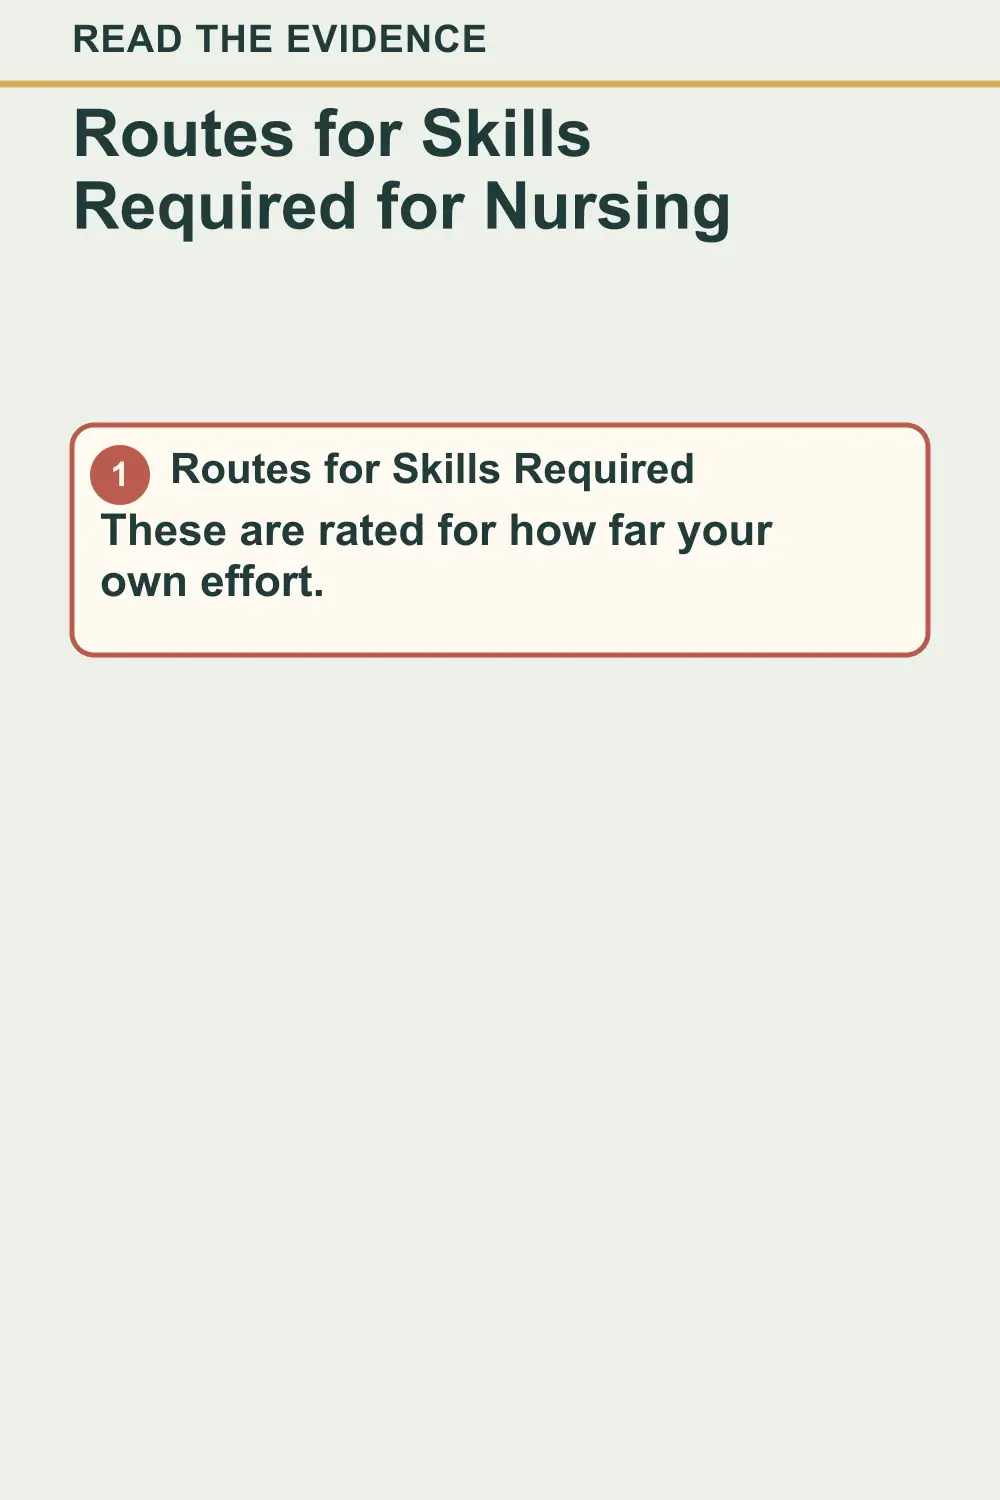 READ THE EVIDENCE
Routes for Skills
Required for Nursing
1 Routes for Skills Required
These are rated for how far your
own effort.